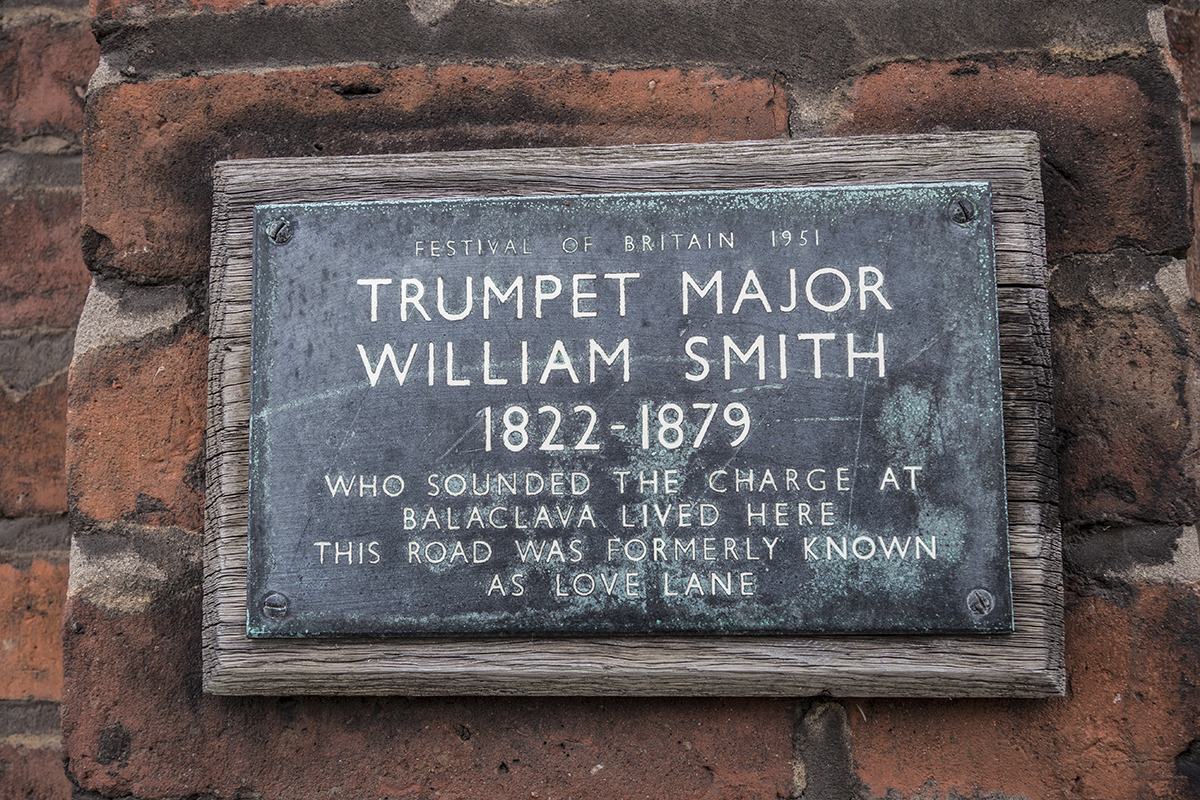 FESTIVAL OF BRITAIN 1951
TRUMPET MAJOR
WILLIAM SMITH
1822-1879
WHO SOUNDED THE CHARGE AT
BALACLAVA LIVED HERE
THIS ROAD WAS FORMERLY KNOWN
AS LOVE LANE